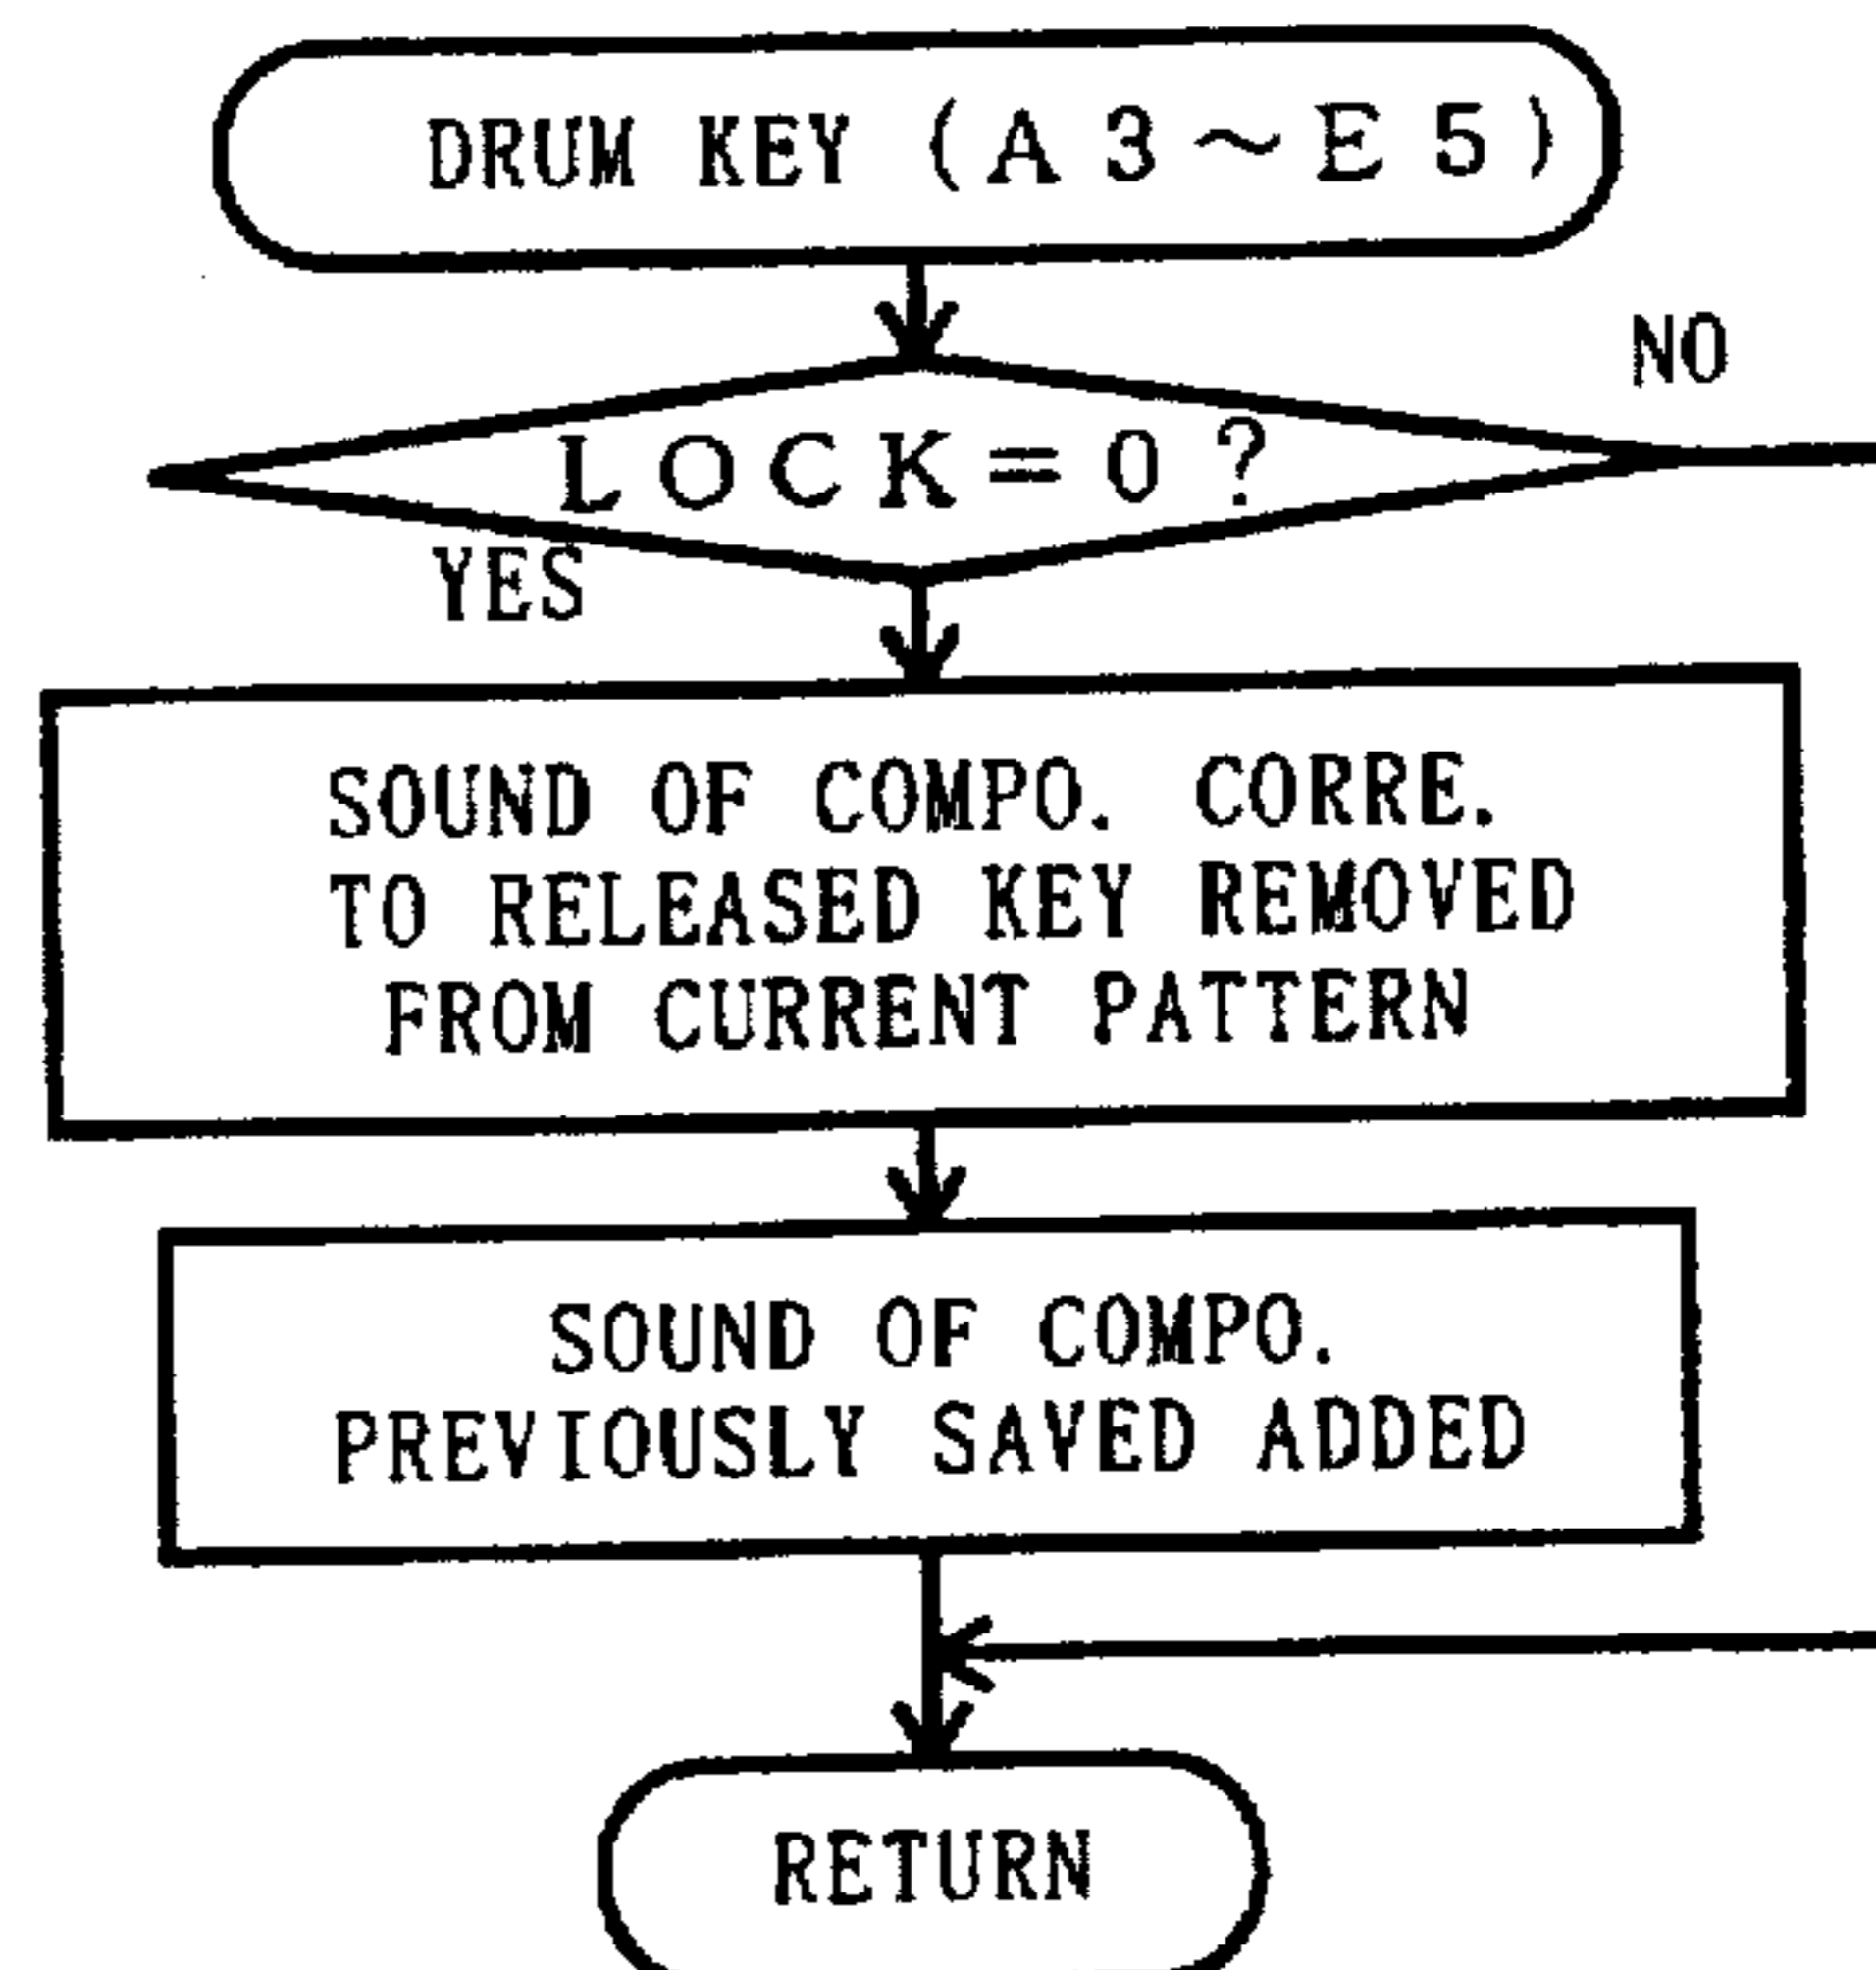 DRUM KEY (A3～E5)
NO
LOCK=0?
YES
SOUND OF COMPO. CORRE.
TO RELEASED KEY REMOVED
FROM CURRENT PATTERN
SOUND OF COMPO.
PREVIOUSLY SAVED ADDED
RETURN